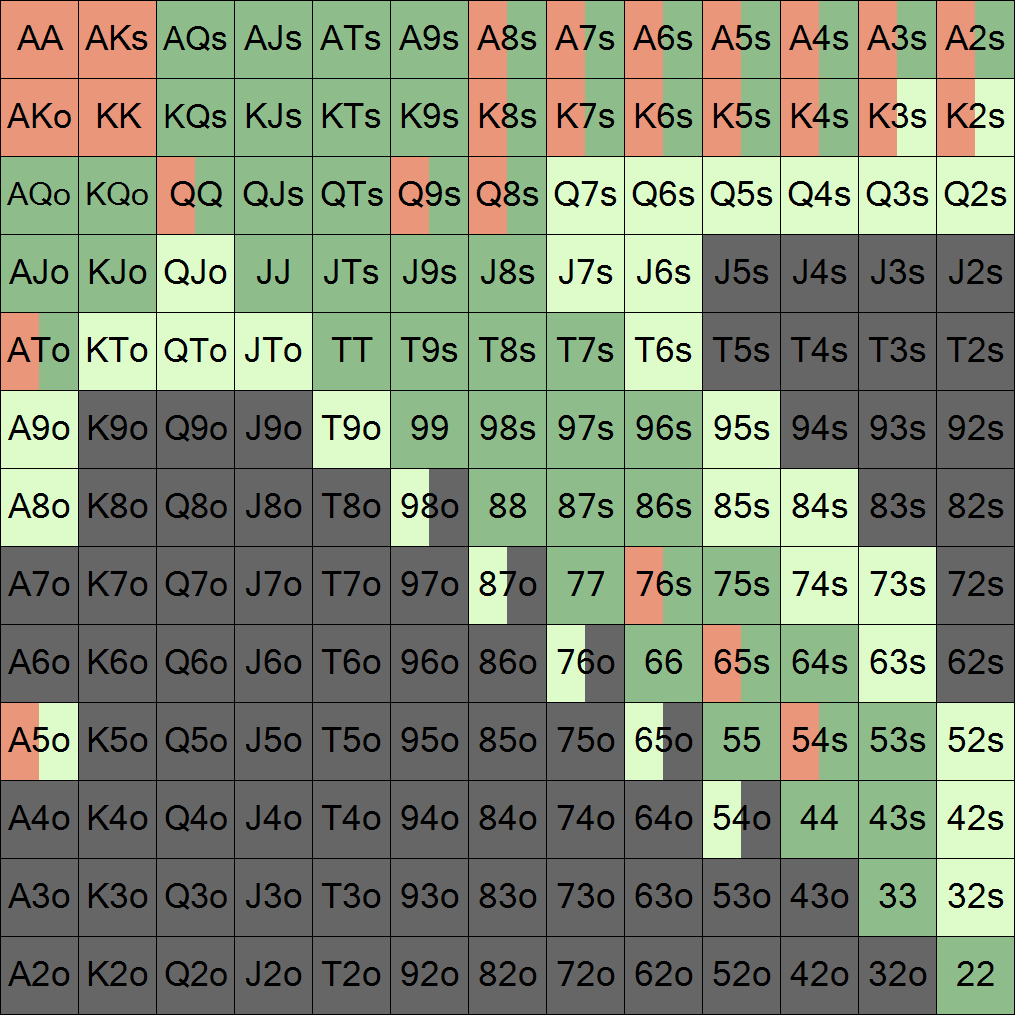 AA AKs AQs AJs ATs A9s A8s A7s A6s A5s A4s A3s A2s
AKo KK KQs KJs KTs K9s K8s K7s K6s K5s K4s K3s K2s
AQo KQo QQ QJs QTs Q9s Q8s Q7s Q6s Q5s Q4s Q3s Q2s
AJo KJo QJo JJ JTs J9s J8s J7s J6s J5s J4s J3s J2s
ATo KTo QTo JTo TT T9s T8s T7s T6s T5s T4s T3s T2s
A9o K9o Q9o J9o T9o 99 98s 97s 96s 95s 94s 93s 92s
A8o K8o Q8o J8o T8o 98o 88 87s 86s 85s 84s 83s 82s
A7o K7o Q7o J7o T7o 97o 87o 77 76s 75s 74s 73s 72s
A6o K6o Q6o J6o T6o 96o 86o 76o 66 65s 64s 63s 62s
A5o K5o Q5o J5o T5o 95o 85o 75o 65o 55 54s 53s 52s
A4o K4o Q4o J4o T4o 94o 84o 74o 64o 54o 44 43s 42s
A3o K3o Q3o J3o T3o 93o 83o 73o 63o 53o 43o 33 32s
A2o K2o Q2o J2o T2o 92o 82o 72o 62o 52o 42o 32o 22